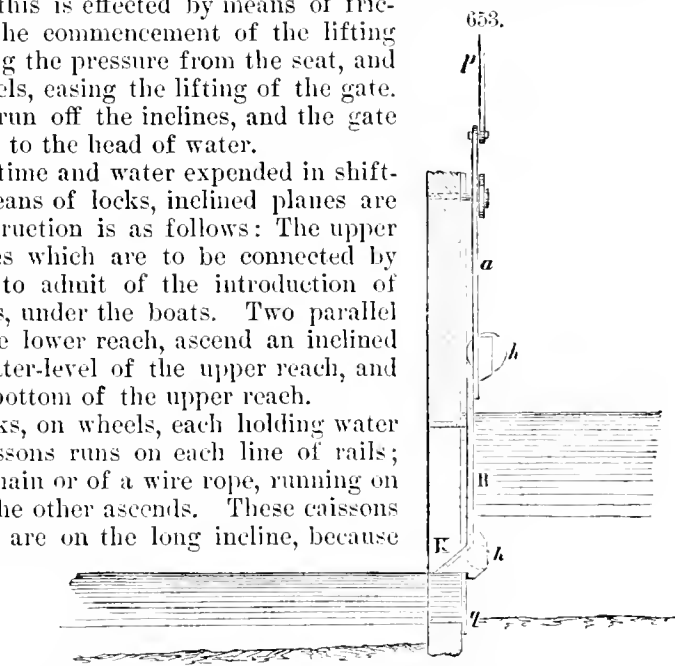 this is effected by means of fric-
he commencement of the lifting
g the pressure from the seat, and
els, easing the lifting of the gate.
run off the inclines, and the gate
to the head of water.
time and water expended in shift-
eans of locks, inclined planes are
ruction is as follows: The upper
es which are to be connected by
to admit of the introduction of
s, under the boats. Two parallel
e lower reach, ascend an inclined
ter-level of the upper reach, and
bottom of the upper reach.
ks, on wheels, each holding water
ssons runs on each line of rails;
hain or of a wire rope, running on
he other ascends. These caissons
are on the long incline, because
653.
p
a
h
B
K
h